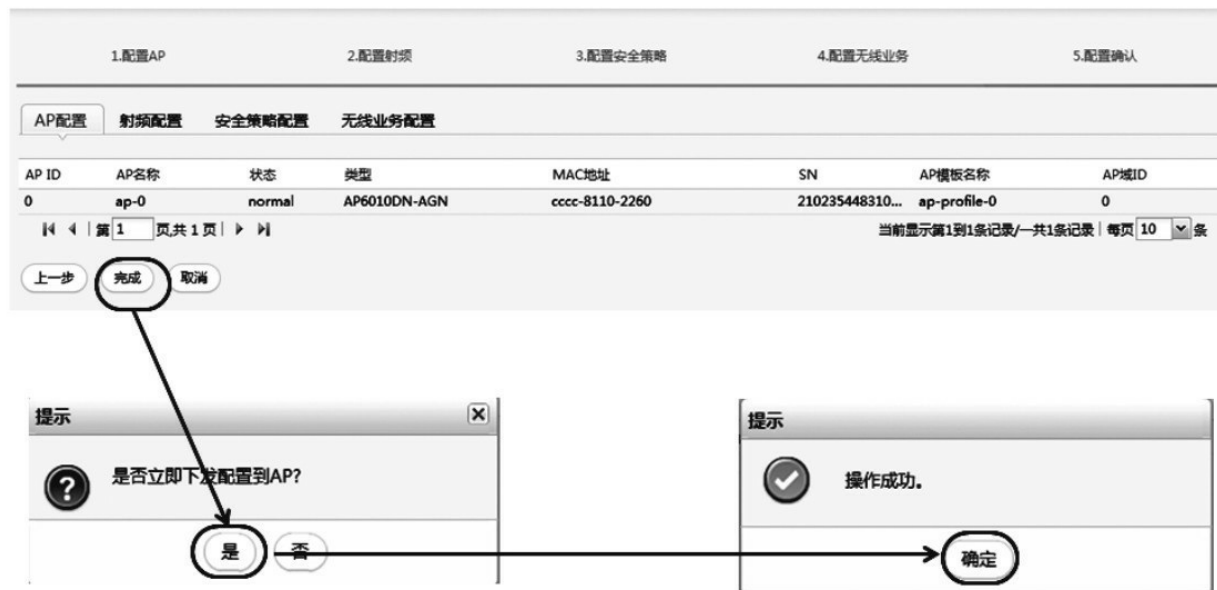 1.配置AP 2.配置射频 3.配置安全策略 4.配置无线业务 5.配置确认
AP配置 射频配置 安全策略配置 无线业务配置
AP ID AP名称 状态 类型 MAC地址 SN AP模板名称 AP域ID
0 ap-0 normal AP6010DN-AGN cccc-8110-2260 210235448310... ap-profile-0 0
第 1 页,共 1 页 当前显示第1到1条记录/一共1条记录 每页 10 条
上一步 完成 取消
提示
是否立即下发配置到AP?
是 否
提示
操作成功。
确定